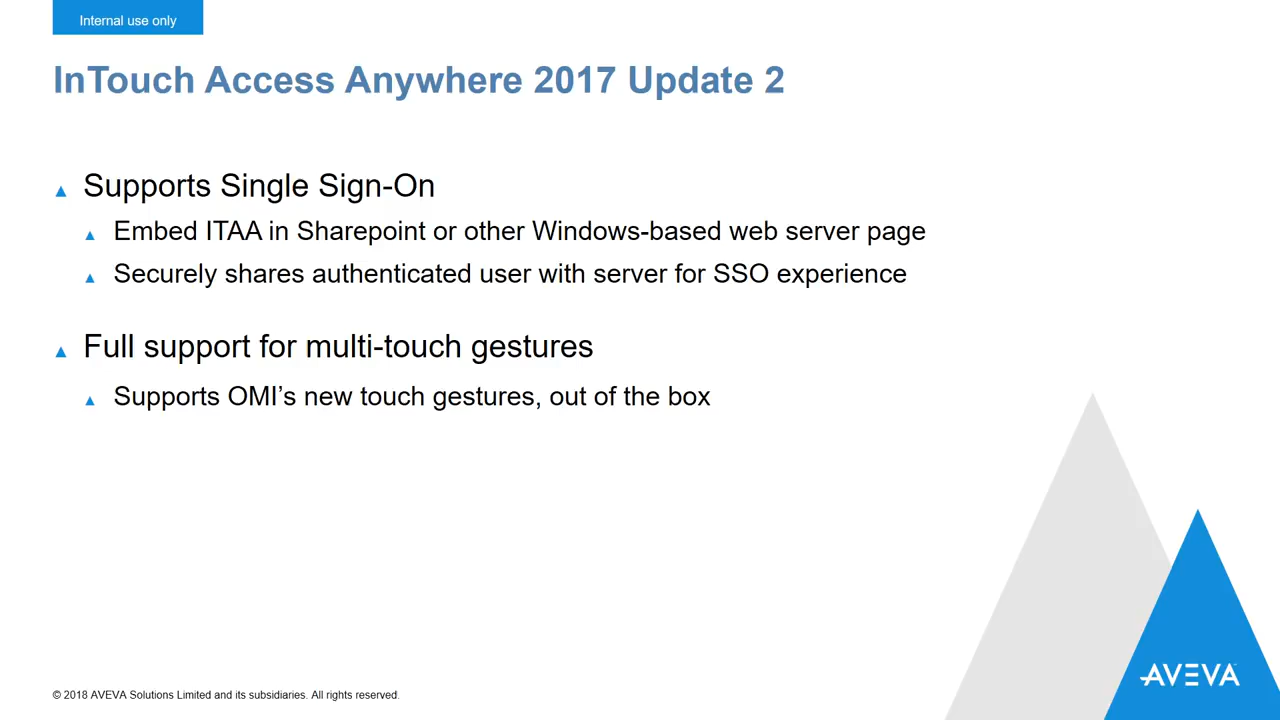 Internal use only
InTouch Access Anywhere 2017 Update 2
Supports Single Sign-On
Embed ITAA in Sharepoint or other Windows-based web server page
Securely shares authenticated user with server for SSO experience
Full support for multi-touch gestures
Supports OMI’s new touch gestures, out of the box
AVEVA
© 2018 AVEVA Solutions Limited and its subsidiaries. All rights reserved.